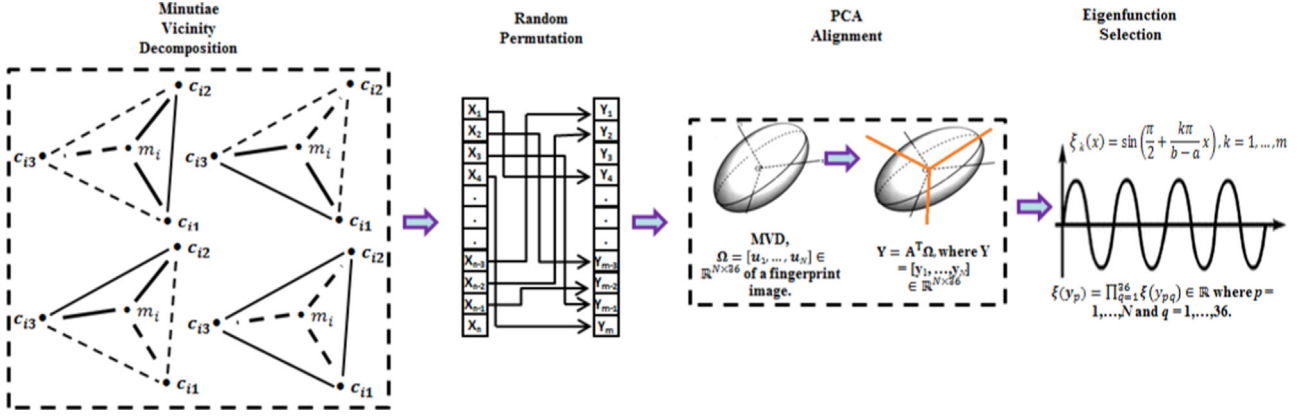 Minutiae
Vicinity
Decomposition
c_{i2}
c_{i3}
m_i
c_{i1}
c_{i2}
c_{i3}
m_i
c_{i1}
c_{i2}
c_{i3}
m_i
c_{i1}
c_{i2}
c_{i3}
m_i
c_{i1}
Random
Permutation
X_1
X_2
X_3
X_4
.
.
.
X_{n-3}
X_{n-2}
X_{n-1}
X_n
Y_1
Y_2
Y_3
Y_4
.
.
.
Y_{m-3}
Y_{m-2}
Y_{m-1}
Y_m
PCA
Alignment
MVD,
Ω = [u_1, ..., u_N] ∈
ℝ^{N×36} of a fingerprint
image.
Y = A^TΩ, where Y
= [y_1, ..., y_N]
∈ ℝ^{N×36}
Eigenfunction
Selection
ξ_k(x) = sin(π/2 + kπ/(b−a) x), k = 1, ..., m
ξ(y_p) = ∏_{q=1}^{36} ξ(y_{pq}) ∈ ℝ where p =
1,...,N and q = 1,...,36.